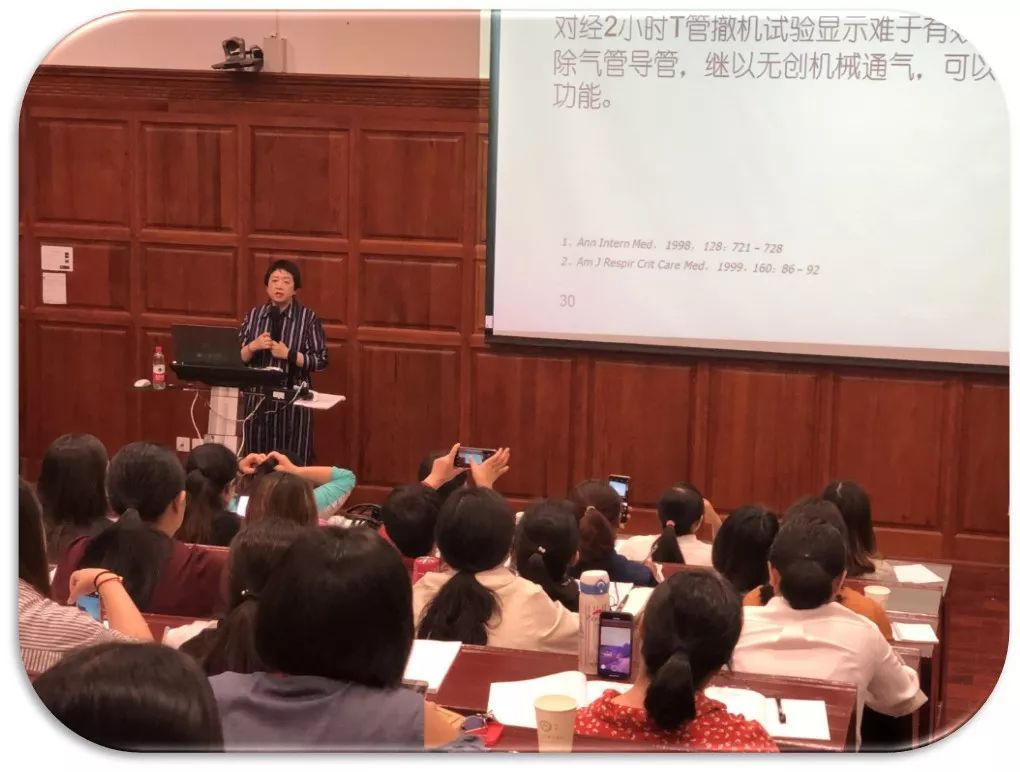 对经2小时T管撤机试验显示难于有效
除气管导管，继以无创机械通气，可以
功能。
1、Ann Intern Med、1998、128：721－728
2、Am J Respir Crit Care Med、1999、160：86－92
30